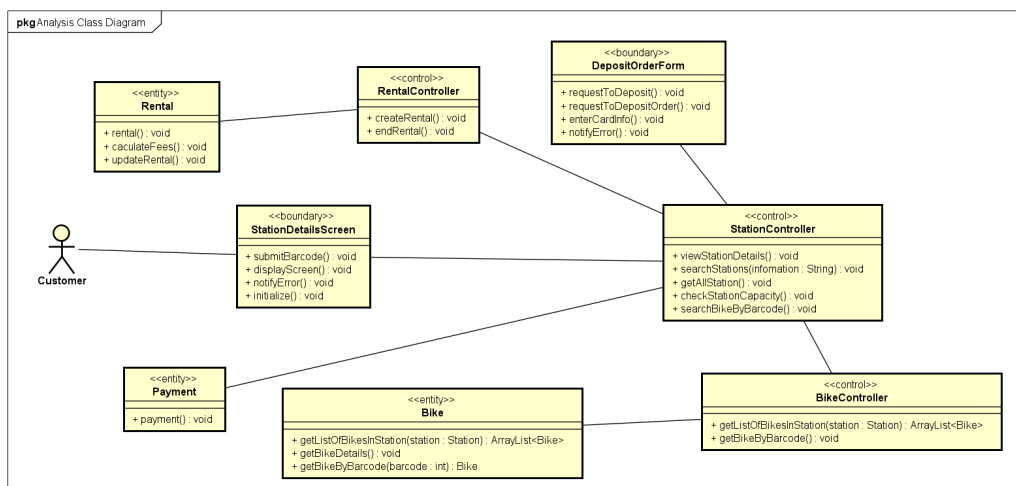 pkg Analysis Class Diagram
<<boundary>>
DepositOrderForm
+ requestToDeposit() : void
+ requestToDepositOrder() : void
+ enterCardInfo() : void
+ notifyError() : void
<<control>>
RentalController
+ createRental() : void
+ endRental() : void
<<entity>>
Rental
+ rental() : void
+ caculateFees() : void
+ updateRental() : void
<<boundary>>
StationDetailsScreen
+ submitBarcode() : void
+ displayScreen() : void
+ notifyError() : void
+ initialize() : void
<<control>>
StationController
+ viewStationDetails() : void
+ searchStations(infomation : String) : void
+ getAllStation() : void
+ checkStationCapacity() : void
+ searchBikeByBarcode() : void
Customer
<<entity>>
Payment
+ payment() : void
<<entity>>
Bike
+ getListOfBikesInStation(station : Station) : ArrayList<Bike>
+ getBikeDetails() : void
+ getBikeByBarcode(barcode : int) : Bike
<<control>>
BikeController
+ getListOfBikesInStation(station : Station) : ArrayList<Bike>
+ getBikeByBarcode() : void